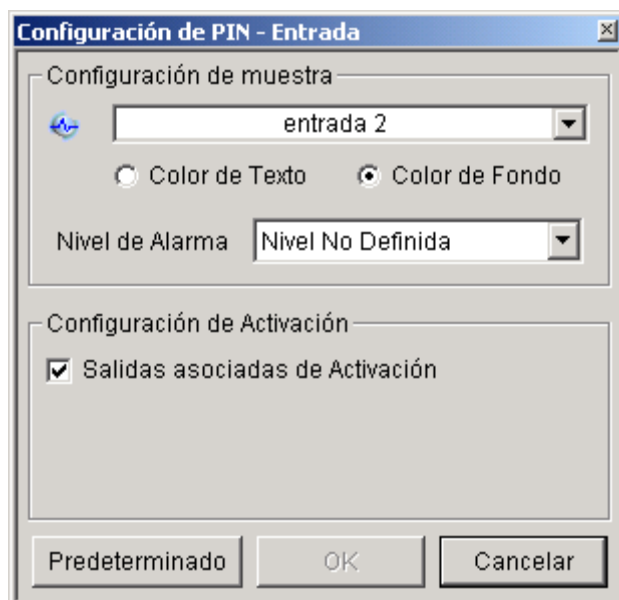 Configuración de PIN - Entrada
Configuración de muestra
entrada 2
Color de Texto Color de Fondo
Nivel de Alarma Nivel No Definida
Configuración de Activación
Salidas asociadas de Activación
Predeterminado OK Cancelar